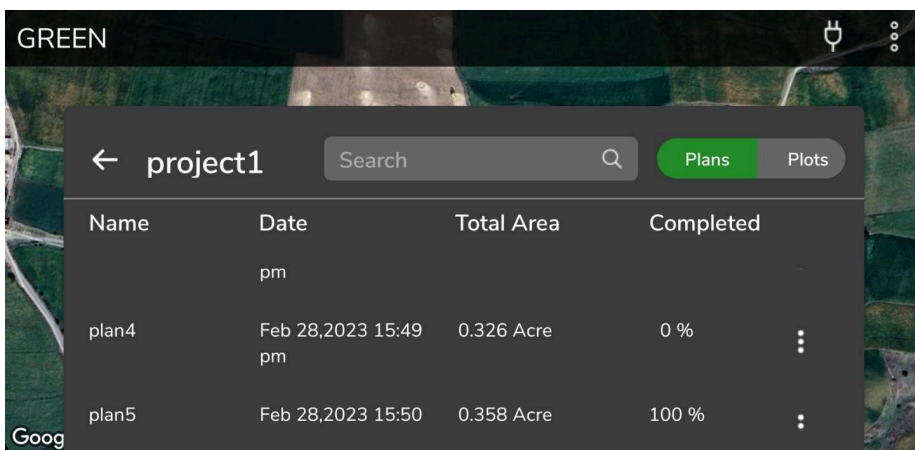 GREEN
project1
Search
Plans
Plots
Name Date Total Area Completed
pm
plan4 Feb 28,2023 15:49 0.326 Acre 0 %
pm
plan5 Feb 28,2023 15:50 0.358 Acre 100 %
Goog